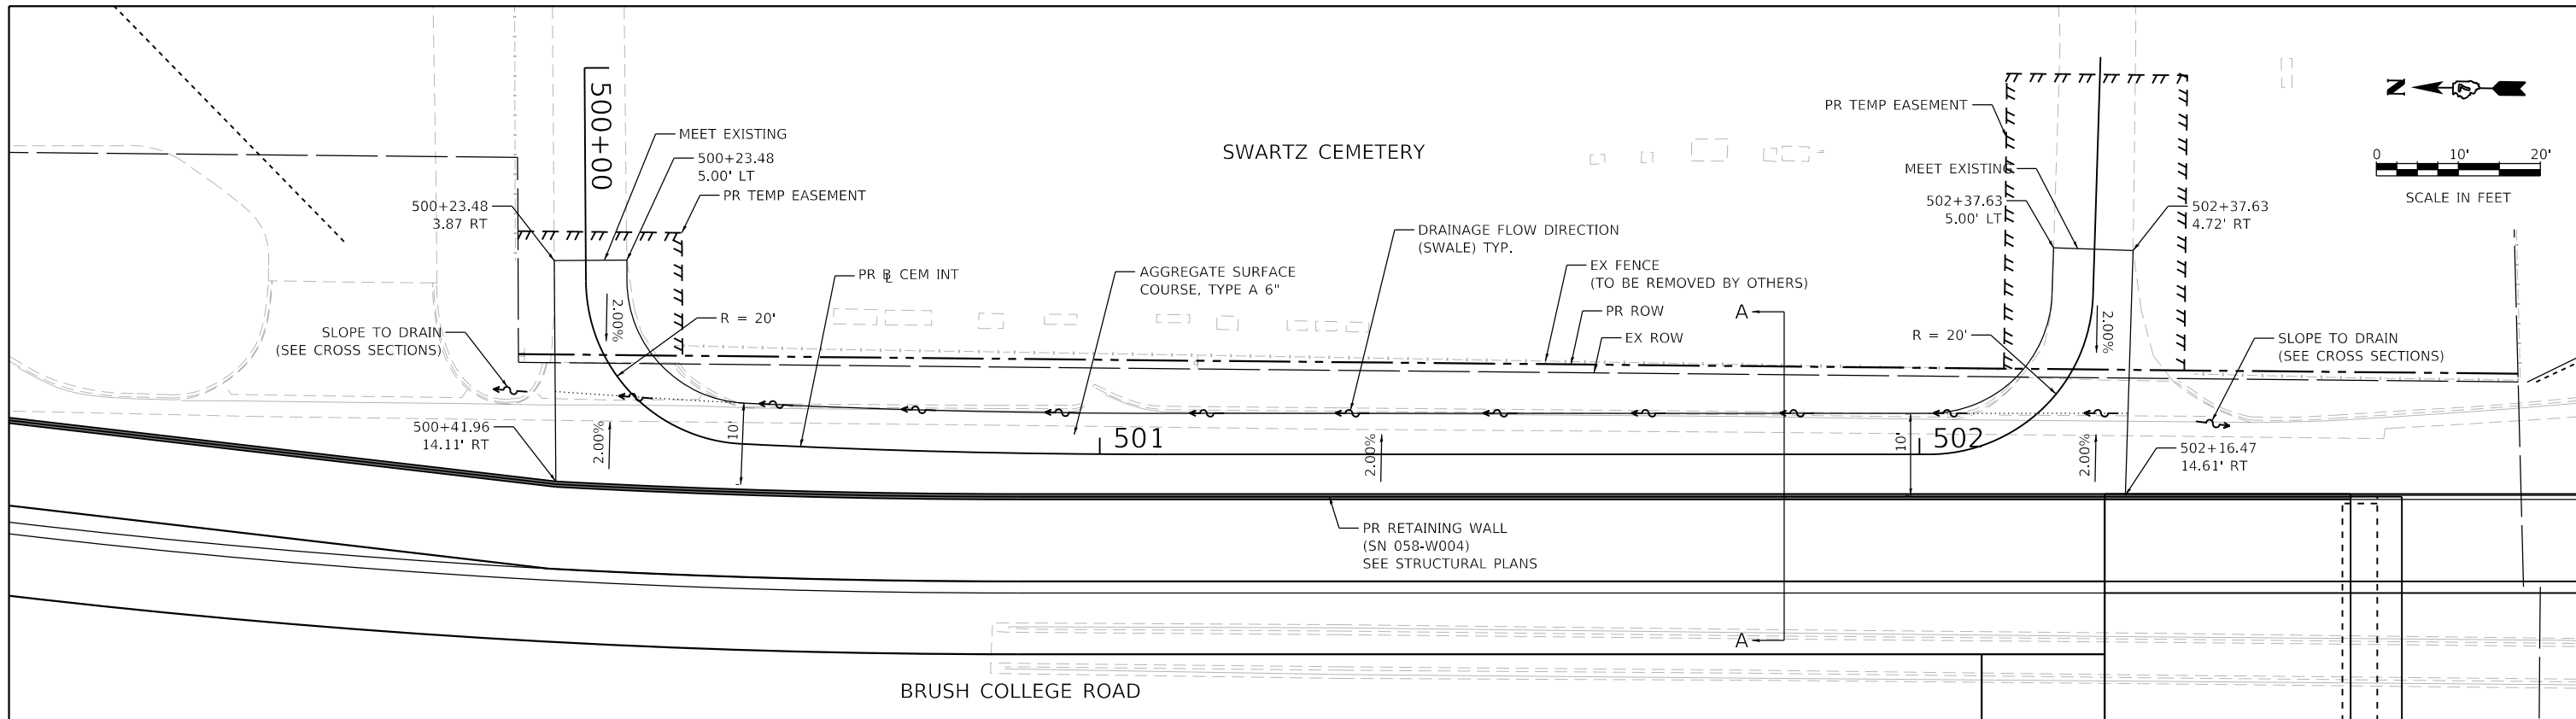 500+00
MEET EXISTING
500+23.48
5.00' LT
PR TEMP EASEMENT
500+23.48
3.87 RT
SWARTZ CEMETERY
PR TEMP EASEMENT
MEET EXISTING
502+37.63
5.00' LT
502+37.63
4.72' RT
N
0 10' 20'
SCALE IN FEET
DRAINAGE FLOW DIRECTION
(SWALE) TYP.
PR BL CEM INT
AGGREGATE SURFACE
COURSE, TYPE A 6"
EX FENCE
(TO BE REMOVED BY OTHERS)
PR ROW
EX ROW
A
2.00%
R = 20'
SLOPE TO DRAIN
(SEE CROSS SECTIONS)
R = 20'
2.00%
SLOPE TO DRAIN
(SEE CROSS SECTIONS)
500+41.96
14.11' RT
2.00%
10'
501
2.00%
10'
502
2.00%
502+16.47
14.61' RT
PR RETAINING WALL
(SN 058-W004)
SEE STRUCTURAL PLANS
A
BRUSH COLLEGE ROAD